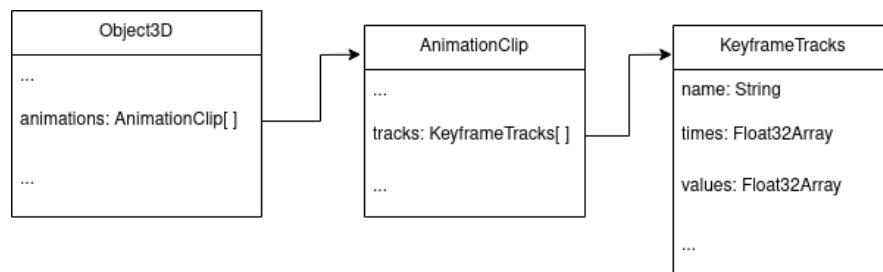 Object3D
...
animations: AnimationClip[ ]
...
AnimationClip
...
tracks: KeyframeTracks[ ]
...
KeyframeTracks
name: String
times: Float32Array
values: Float32Array
...